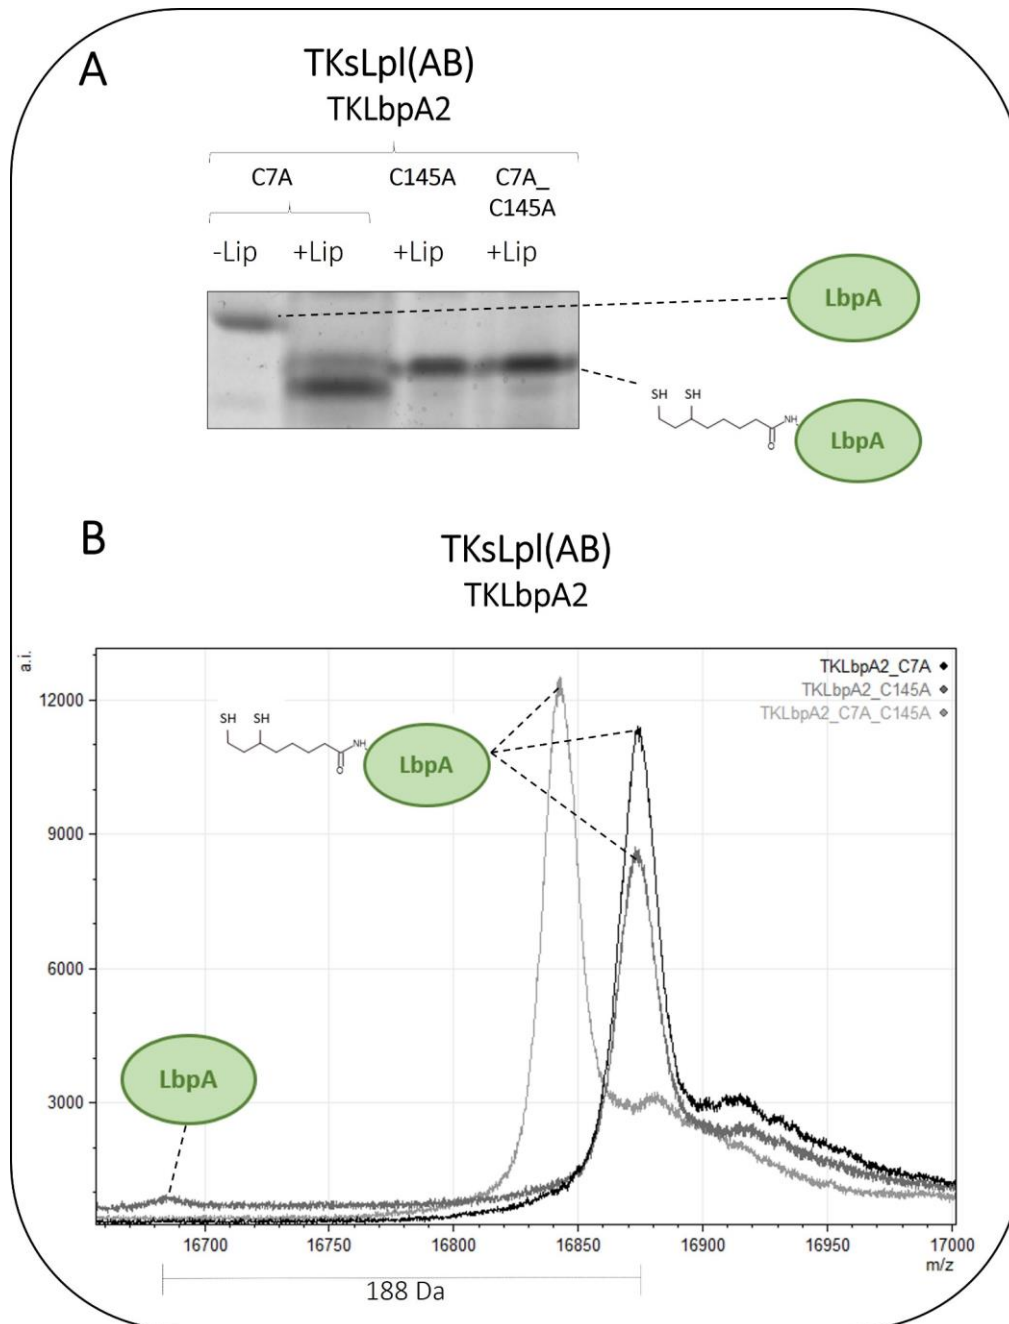 A
TKsLpl(AB)
TKLbpA2
C7A
C145A
C7A_
C145A
-Lip
+Lip
+Lip
+Lip
LbpA
SH
SH
NH
O
LbpA
B
TKsLpl(AB)
TKLbpA2
a.i.
TKLbpA2_C7A
TKLbpA2_C145A
TKLbpA2_C7A_C145A
12000
SH
SH
NH
O
LbpA
9000
6000
LbpA
3000
16700
16750
16800
16850
16900
16950
17000
m/z
188 Da